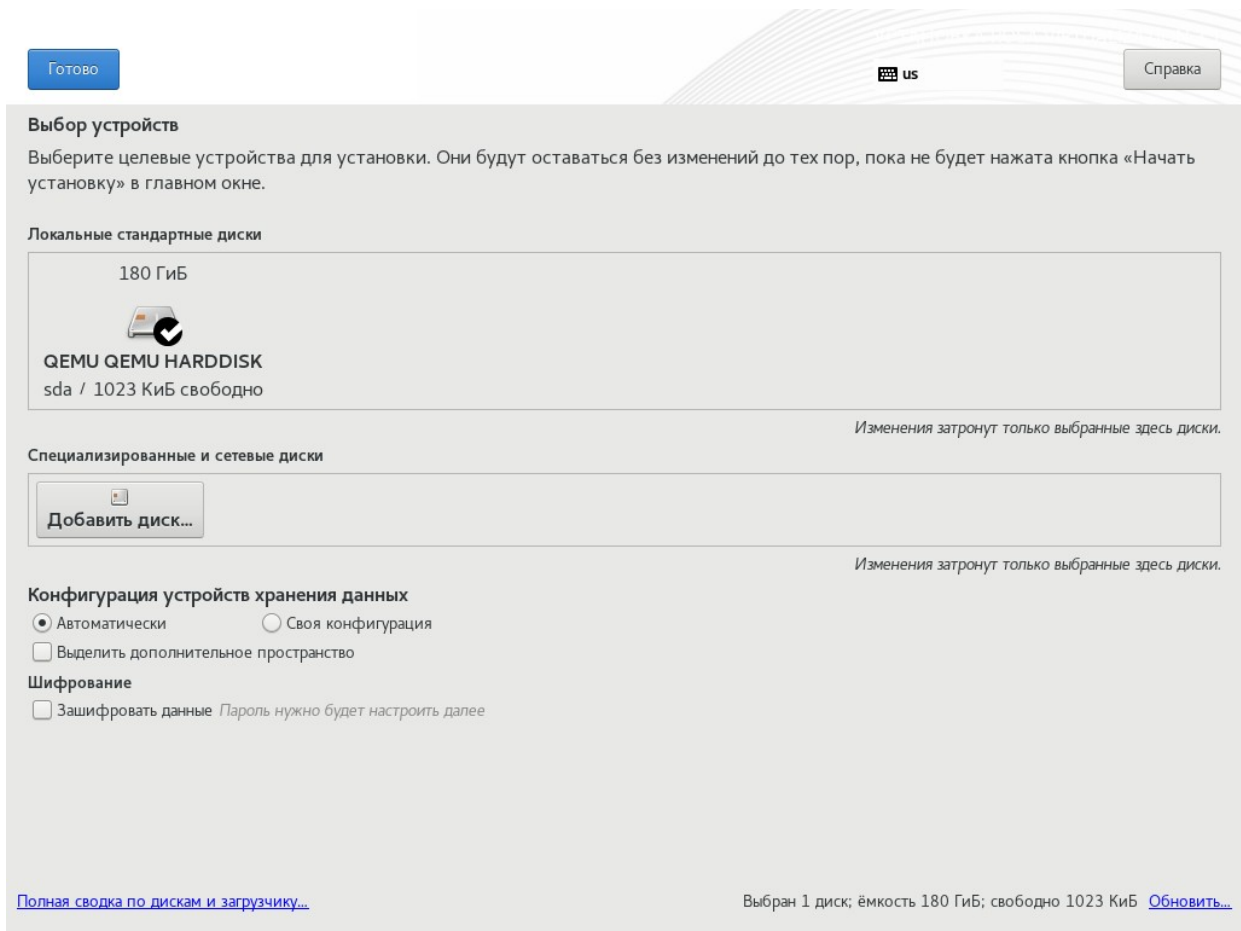 Готово
us
Справка
Выбор устройств
Выберите целевые устройства для установки. Они будут оставаться без изменений до тех пор, пока не будет нажата кнопка «Начать
установку» в главном окне.
Локальные стандартные диски
180 ГиБ
QEMU QEMU HARDDISK
sda / 1023 КиБ свободно
Изменения затронут только выбранные здесь диски.
Специализированные и сетевые диски
Добавить диск...
Изменения затронут только выбранные здесь диски.
Конфигурация устройств хранения данных
Автоматически Своя конфигурация
Выделить дополнительное пространство
Шифрование
Зашифровать данные Пароль нужно будет настроить далее
Полная сводка по дискам и загрузчику... Выбран 1 диск; ёмкость 180 ГиБ; свободно 1023 КиБ Обновить...